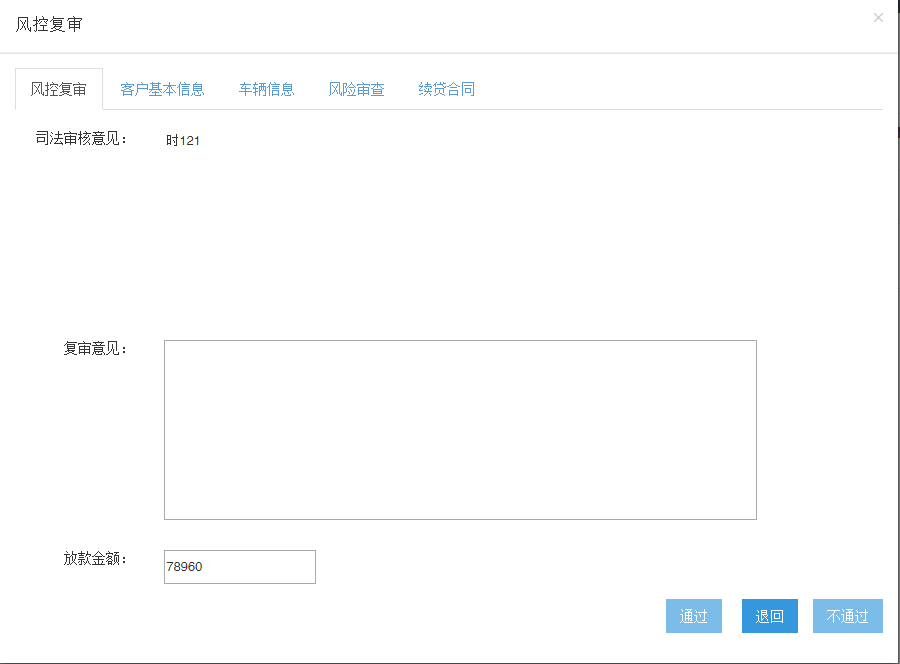 风控复审
风控复审 客户基本信息 车辆信息 风险审查 续贷合同
司法审核意见： 时121
复审意见：
放款金额： 78960
通过 退回 不通过